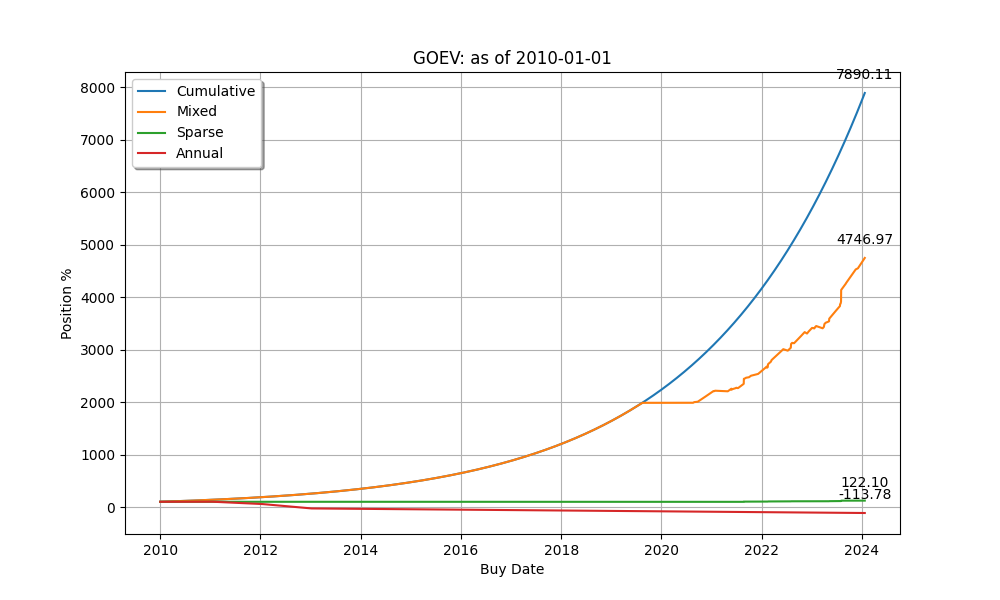 GOEV: as of 2010-01-01
7890.11
8000
Cumulative
Mixed
Sparse
Annual
7000
6000
5000
4746.97
4000
3000
2000
1000
122.10
-113.78
0
Position %
2010 2012 2014 2016 2018 2020 2022 2024
Buy Date